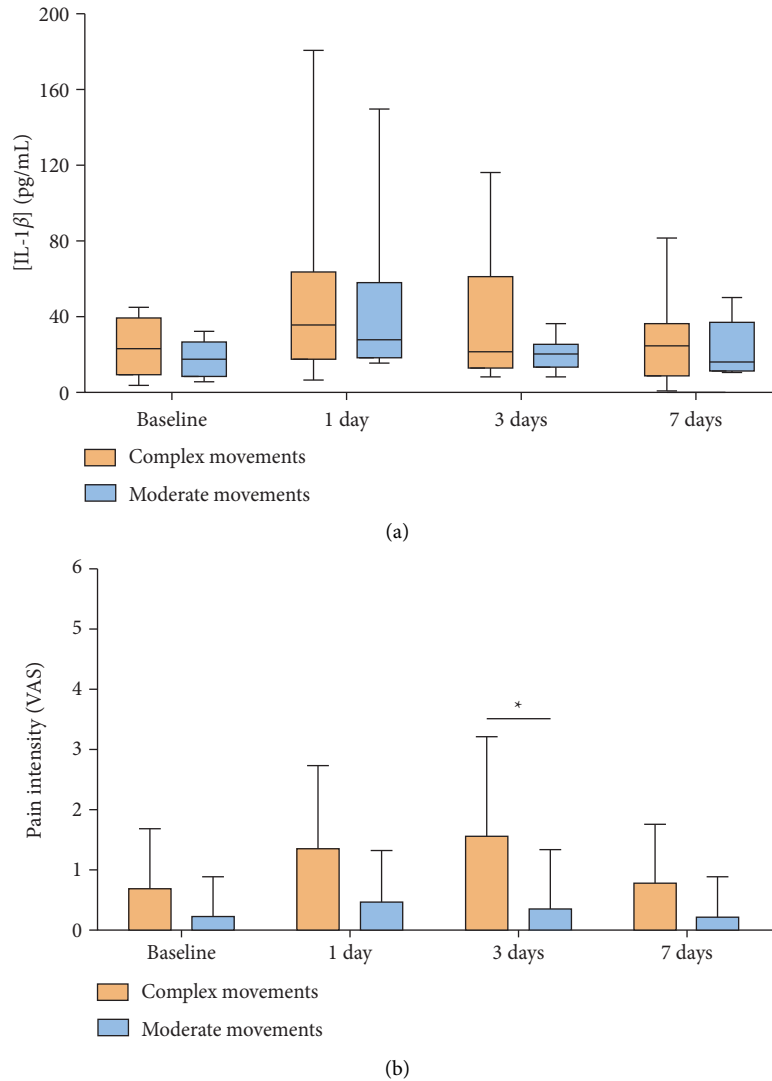 200
160
120
80
40
0
[IL-1β] (pg/mL)
Baseline
1 day
3 days
7 days
Complex movements
Moderate movements
(a)
6
5
4
3
2
1
0
Pain intensity (VAS)
*
Baseline
1 day
3 days
7 days
Complex movements
Moderate movements
(b)